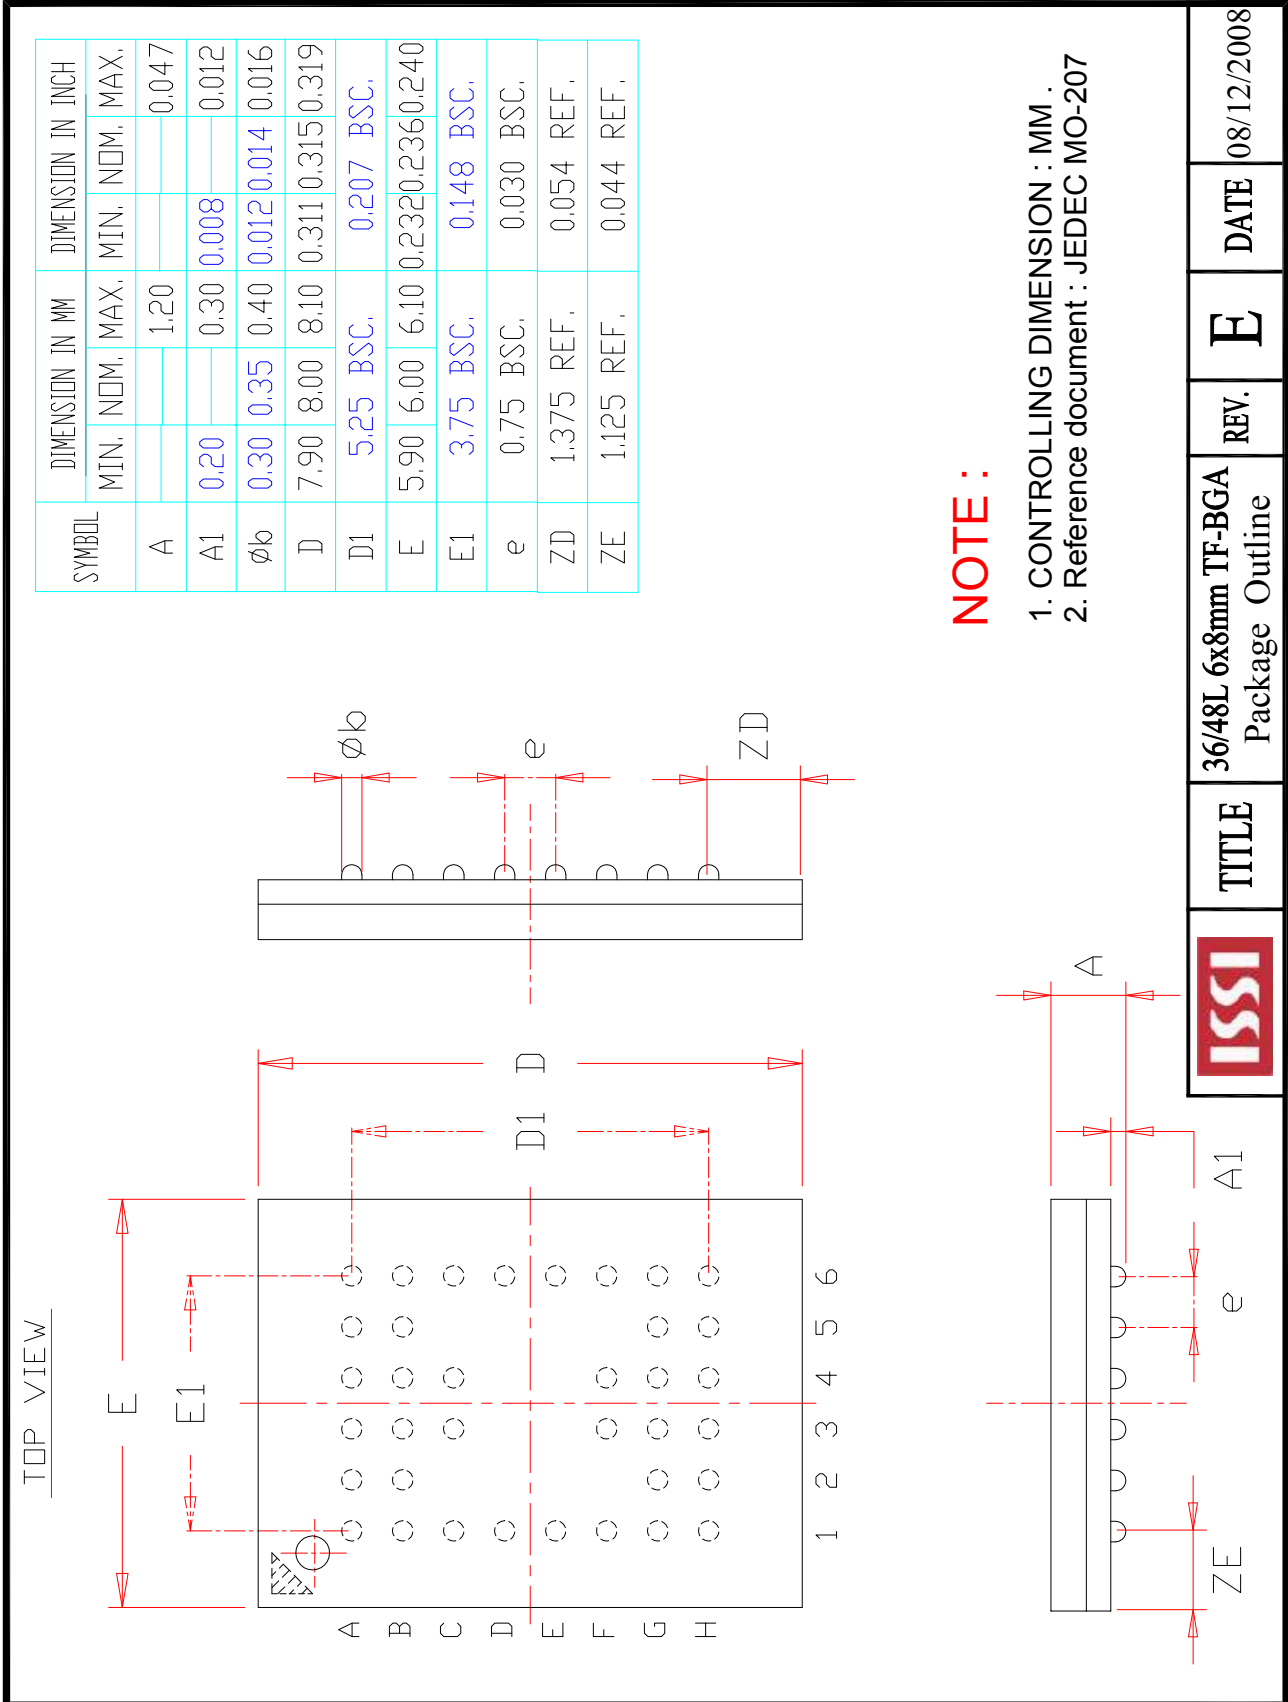 TOP VIEW
E
E1
A
B
C
D
E
F
G
H
1 2 3 4 5 6
D1
D
Øb
e
ZD
ZE
e
A1
A
SYMBOL DIMENSION IN MM DIMENSION IN INCH
MIN. NOM. MAX. MIN. NOM. MAX.
A 1.20 0.047
A1 0.20 0.30 0.008 0.012
Øb 0.30 0.35 0.40 0.012 0.014 0.016
D 7.90 8.00 8.10 0.311 0.315 0.319
D1 5.25 BSC. 0.207 BSC.
E 5.90 6.00 6.10 0.232 0.236 0.240
E1 3.75 BSC. 0.148 BSC.
e 0.75 BSC. 0.030 BSC.
ZD 1.375 REF. 0.054 REF.
ZE 1.125 REF. 0.044 REF.
NOTE :
1. CONTROLLING DIMENSION : MM .
2. Reference document : JEDEC MO-207
ISSI
TITLE
36/48L 6x8mm TF-BGA
Package Outline
REV.
E
DATE
08/12/2008